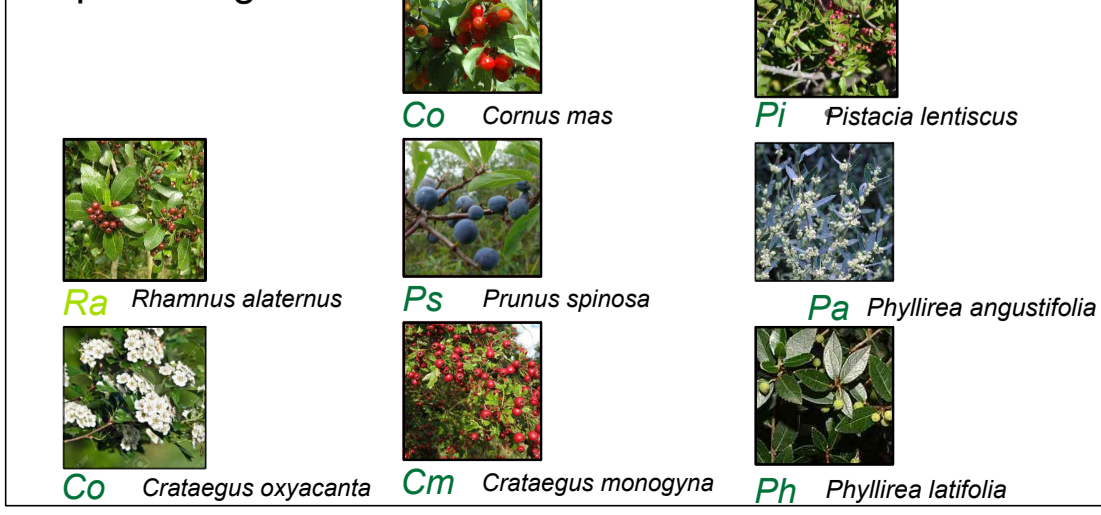 Co Cornus mas
Pi Pistacia lentiscus
Ra Rhamnus alaternus
Ps Prunus spinosa
Pa Phyllirea angustifolia
Co Crataegus oxyacanta
Cm Crataegus monogyna
Ph Phyllirea latifolia